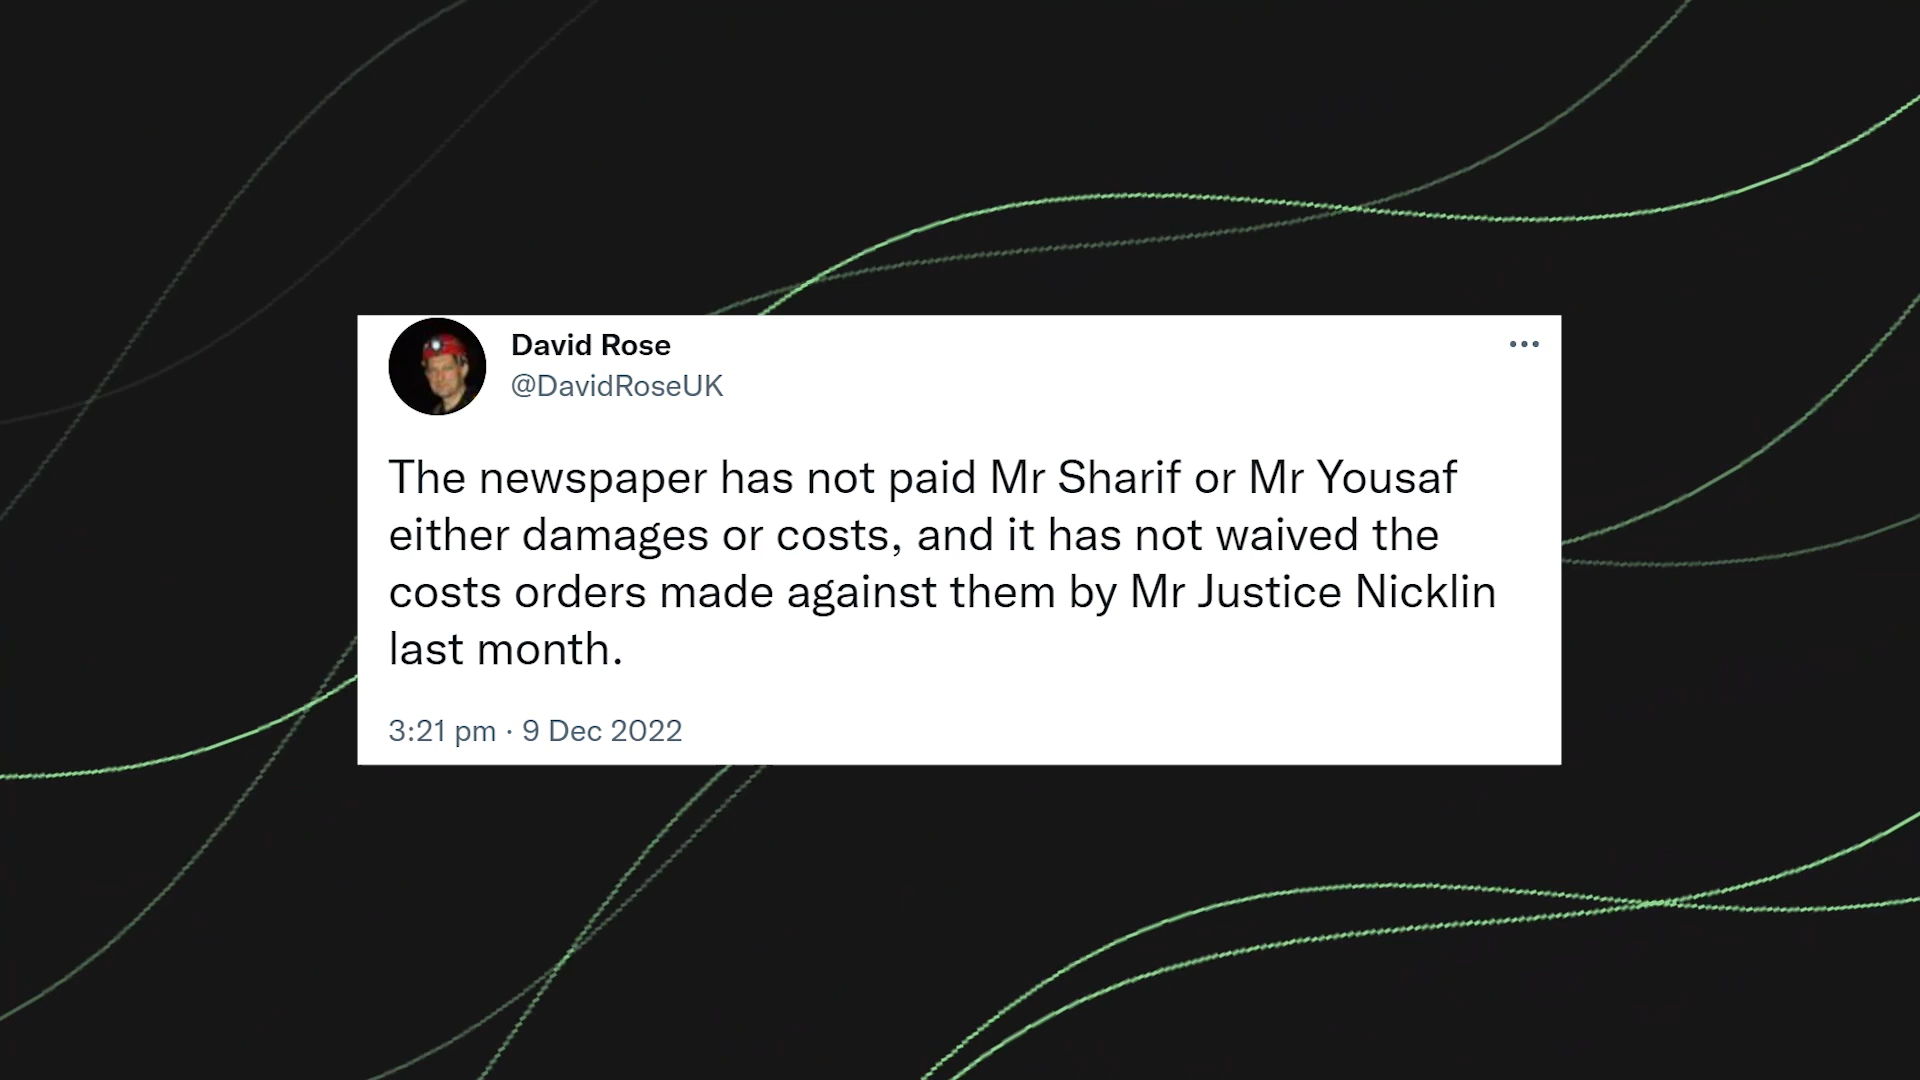 David Rose
@DavidRoseUK
The newspaper has not paid Mr Sharif or Mr Yousaf
either damages or costs, and it has not waived the
costs orders made against them by Mr Justice Nicklin
last month.
3:21 pm · 9 Dec 2022